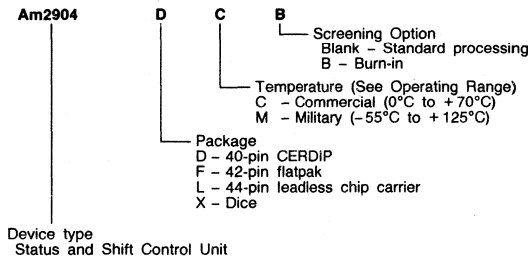 Am2904 D C B
Screening Option
Blank – Standard processing
B – Burn-in
Temperature (See Operating Range)
C – Commercial (0°C to +70°C)
M – Military (–55°C to +125°C)
Package
D – 40-pin CERDIP
F – 42-pin flatpak
L – 44-pin leadless chip carrier
X – Dice
Device type
Status and Shift Control Unit